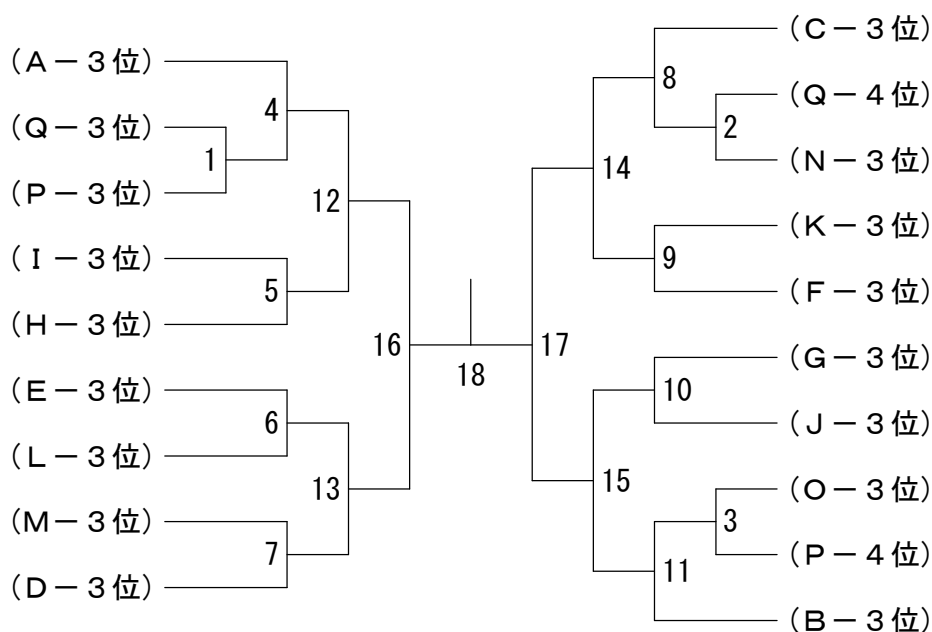 (A－3位)
(Q－3位)
(P－3位)
(I－3位)
(H－3位)
(E－3位)
(L－3位)
(M－3位)
(D－3位)
1
4
5
6
7
12
13
16
18
17
14
15
8
2
9
10
3
11
(C－3位)
(Q－4位)
(N－3位)
(K－3位)
(F－3位)
(G－3位)
(J－3位)
(O－3位)
(P－4位)
(B－3位)